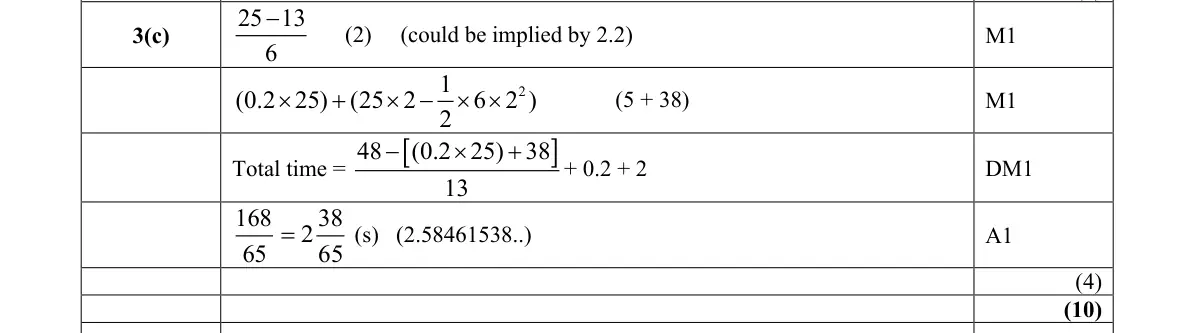 3(c) (25 − 13)/6 (2) (could be implied by 2.2) M1
(0.2 × 25) + (25 × 2 − 1/2 × 6 × 2²) (5 + 38) M1
Total time = (48 − [(0.2 × 25) + 38])/13 + 0.2 + 2 DM1
168/65 = 2 38/65 (s) (2.58461538..) A1
(4)
(10)